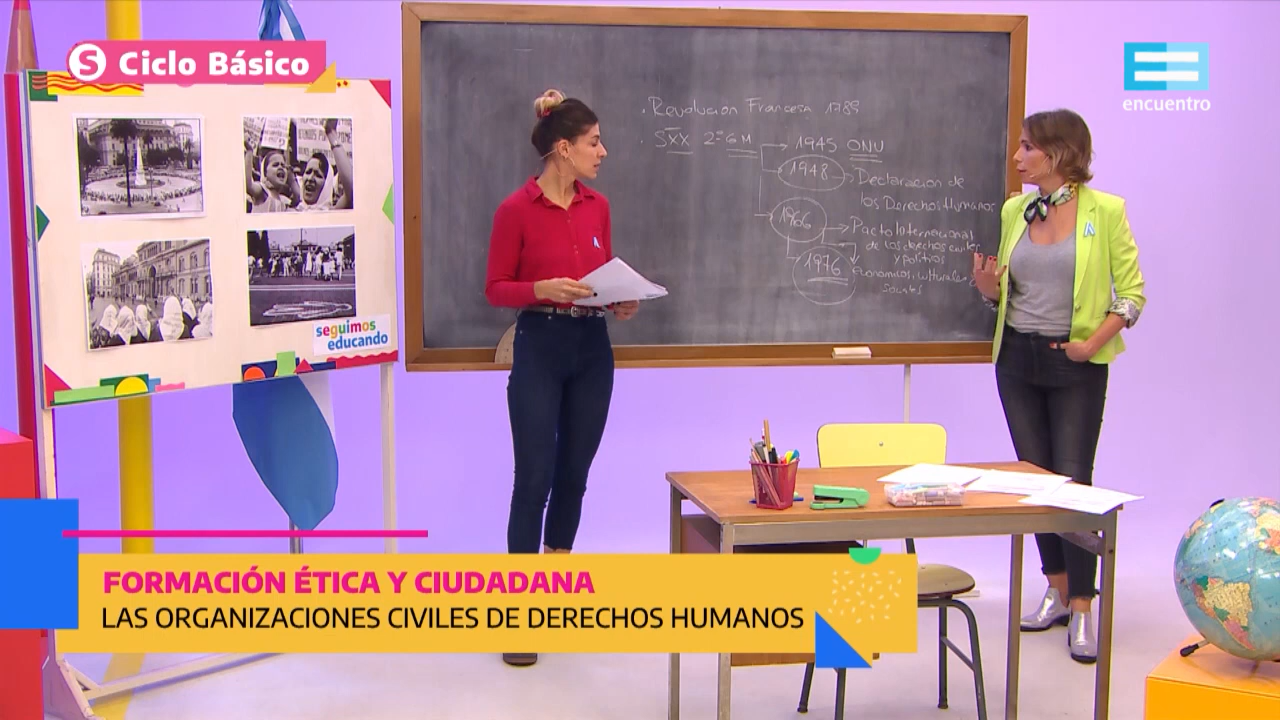 S Ciclo Básico
encuentro
seguimos
educando
. Revolución Francesa 1789
. SXX 2ª GM
1945 ONU
1948
Declaración de
los Derechos Humanos
1966
Pacto Internacional
de los derechos civiles
y políticos
1976
Económicos, culturales
Sociales
FORMACIÓN ÉTICA Y CIUDADANA
LAS ORGANIZACIONES CIVILES DE DERECHOS HUMANOS